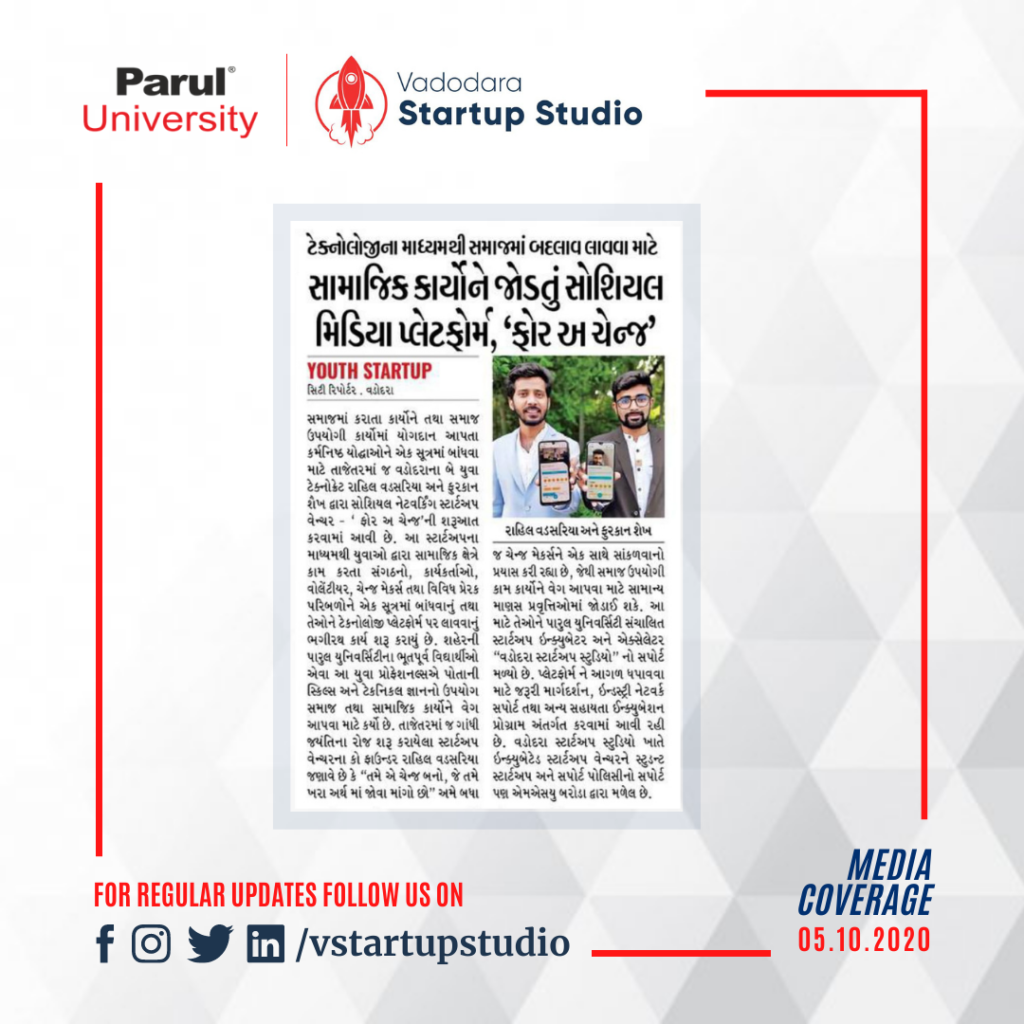 Parul®
University
Vadodara
Startup Studio
ટેક્નોલોજીના માધ્યમથી સમાજમાં બદલાવ લાવવા માટે
સામાજિક કાર્યોને જોડતું સોશિયલ
મિડિયા પ્લેટફોર્મ, ‘ફોર અ ચેન્જ’
YOUTH STARTUP
સિટી રિપોર્ટર . વડોદરા
સમાજમાં કરાતા કાર્યોને તથા સમાજ
ઉપયોગી કાર્યોમાં યોગદાન આપતા
કર્મનિષ્ઠ યોદ્ધાઓને એક સૂત્રમાં બાંધવા
માટે તાજેતરમાં જ વડોદરાના બે યુવા
ટેક્નોક્રેટ રાહિલ વડસરિયા અને ફુરકાન
શૈખ દ્વારા સોશિયલ નેટવર્કિંગ સ્ટાર્ટઅપ
વેન્ચર - ‘ ફોર અ ચેન્જ’ની શરૂઆત
કરવામાં આવી છે. આ સ્ટાર્ટઅપના
માધ્યમથી યુવાઓ દ્વારા સામાજિક ક્ષેત્રે
કામ કરતા સંગઠનો, કાર્યકર્તાઓ,
વોલેંટીયર, ચેન્જ મેકર્સ તથા વિવિધ પ્રેરક
પરિબળોને એક સૂત્રમાં બાંધવાનું તથા
તેઓને ટેકનોલોજી પ્લેટફોર્મ પર લાવવાનું
ભગીરથ કાર્ય શરૂ કરાયું છે. શહેરની
પારુલ યુનિવર્સિટીના ભૂતપૂર્વ વિદ્યાર્થીઓ
એવા આ યુવા પ્રોફેશનલ્સએ પોતાની
સ્કિલ્સ અને ટેકનિકલ જ્ઞાનનો ઉપયોગ
સમાજ તથા સામાજિક કાર્યોને વેગ
આપવા માટે કર્યો છે. તાજેતરમાં જ ગાંધી
જયંતિના રોજ શરૂ કરાયેલા સ્ટાર્ટઅપ
વેન્ચરના કો ફાઉન્ડર રાહિલ વડસરિયા
જણાવે છે કે “તમે એ ચેન્જ બનો, જે તમે
ખરા અર્થ માં જોવા માંગો છો” અમે બધા
રાહિલ વડસરિયા અને ફુરકાન શેખ
જ ચેન્જ મેકર્સને એક સાથે સાંકળવાનો
પ્રયાસ કરી રહ્યા છે, જેથી સમાજ ઉપયોગી
કામ કાર્યોને વેગ આપવા માટે સામાન્ય
માણસ પ્રવૃત્તિઓમાં જોડાઈ શકે. આ
માટે તેઓને પારુલ યુનિવર્સિટી સંચાલિત
સ્ટાર્ટઅપ ઇન્ક્યુબેટર અને એક્સેલેટર
“વડોદરા સ્ટાર્ટઅપ સ્ટુડિયો” નો સપોર્ટ
મળ્યો છે. પ્લેટફોર્મ ને આગળ ધપાવવા
માટે જરૂરી માર્ગદર્શન, ઇન્ડસ્ટ્રી નેટવર્ક
સપોર્ટ તથા અન્ય સહાયતા ઈન્ક્યુબેશન
પ્રોગ્રામ અંતર્ગત કરવામાં આવી રહી
છે. વડોદરા સ્ટાર્ટઅપ સ્ટુડિયો ખાતે
ઇન્ક્યુબેટેડ સ્ટાર્ટઅપ વેન્ચરને સ્ટુડન્ટ
સ્ટાર્ટઅપ અને સપોર્ટ પોલિસીનો સપોર્ટ
પણ એમએસયુ બરોડા દ્વારા મળેલ છે.
FOR REGULAR UPDATES FOLLOW US ON
/vstartupstudio
MEDIA
COVERAGE
05.10.2020